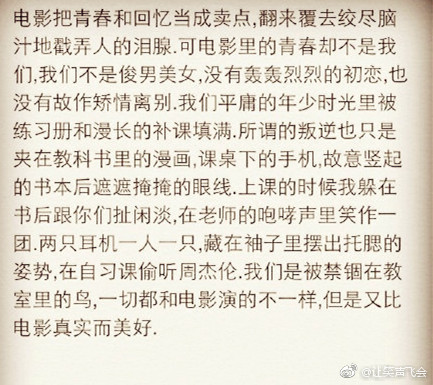 电影把青春和回忆当成卖点,翻来覆去绞尽脑
汁地戳弄人的泪腺.可电影里的青春却不是我
们,我们不是俊男美女,没有轰轰烈烈的初恋,也
没有故作矫情离别.我们平庸的年少时光里被
练习册和漫长的补课填满.所谓的叛逆也只是
夹在教科书里的漫画,课桌下的手机,故意竖起
的书本后遮遮掩掩的眼线.上课的时候我躲在
书后跟你们扯闲淡,在老师的咆哮声里笑作一
团.两只耳机一人一只,藏在袖子里摆出托腮的
姿势,在自习课偷听周杰伦.我们是被禁锢在教
室里的鸟,一切都和电影演的不一样,但是又比
电影真实而美好.